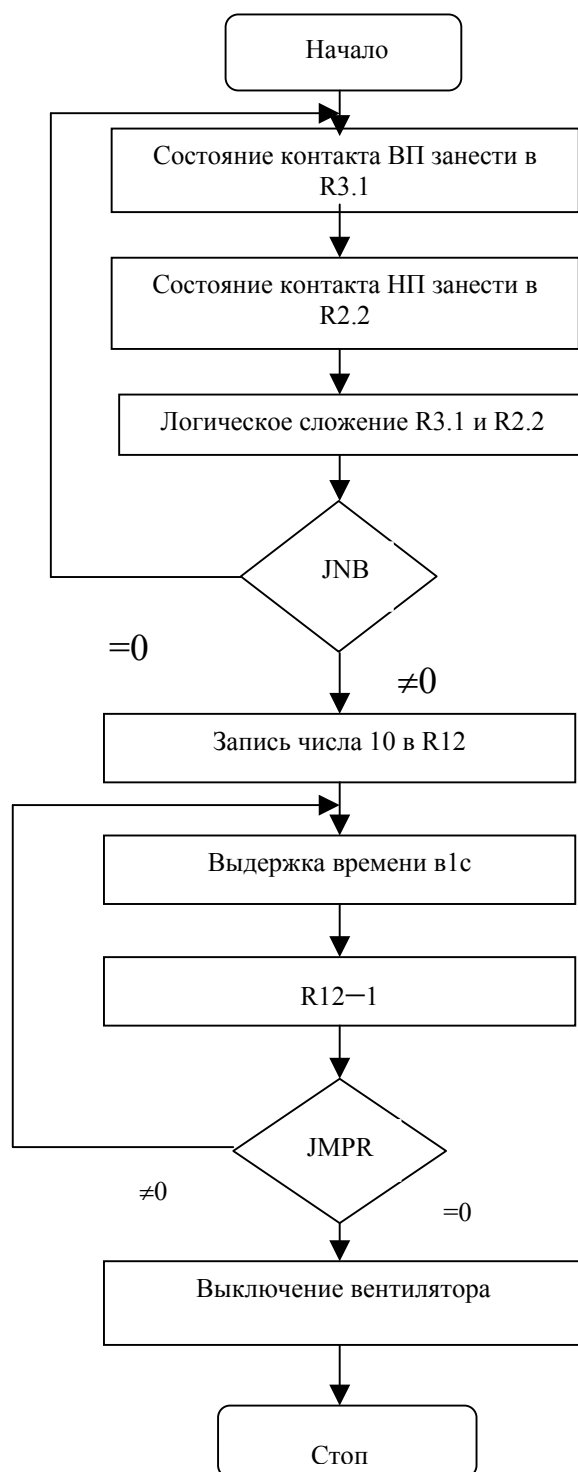 Начало
Состояние контакта ВП занести в
R3.1
Состояние контакта НП занести в
R2.2
Логическое сложение R3.1 и R2.2
JNB
=0
≠0
Запись числа 10 в R12
Выдержка времени в1с
R12−1
JMPR
≠0
=0
Выключение вентилятора
Стоп